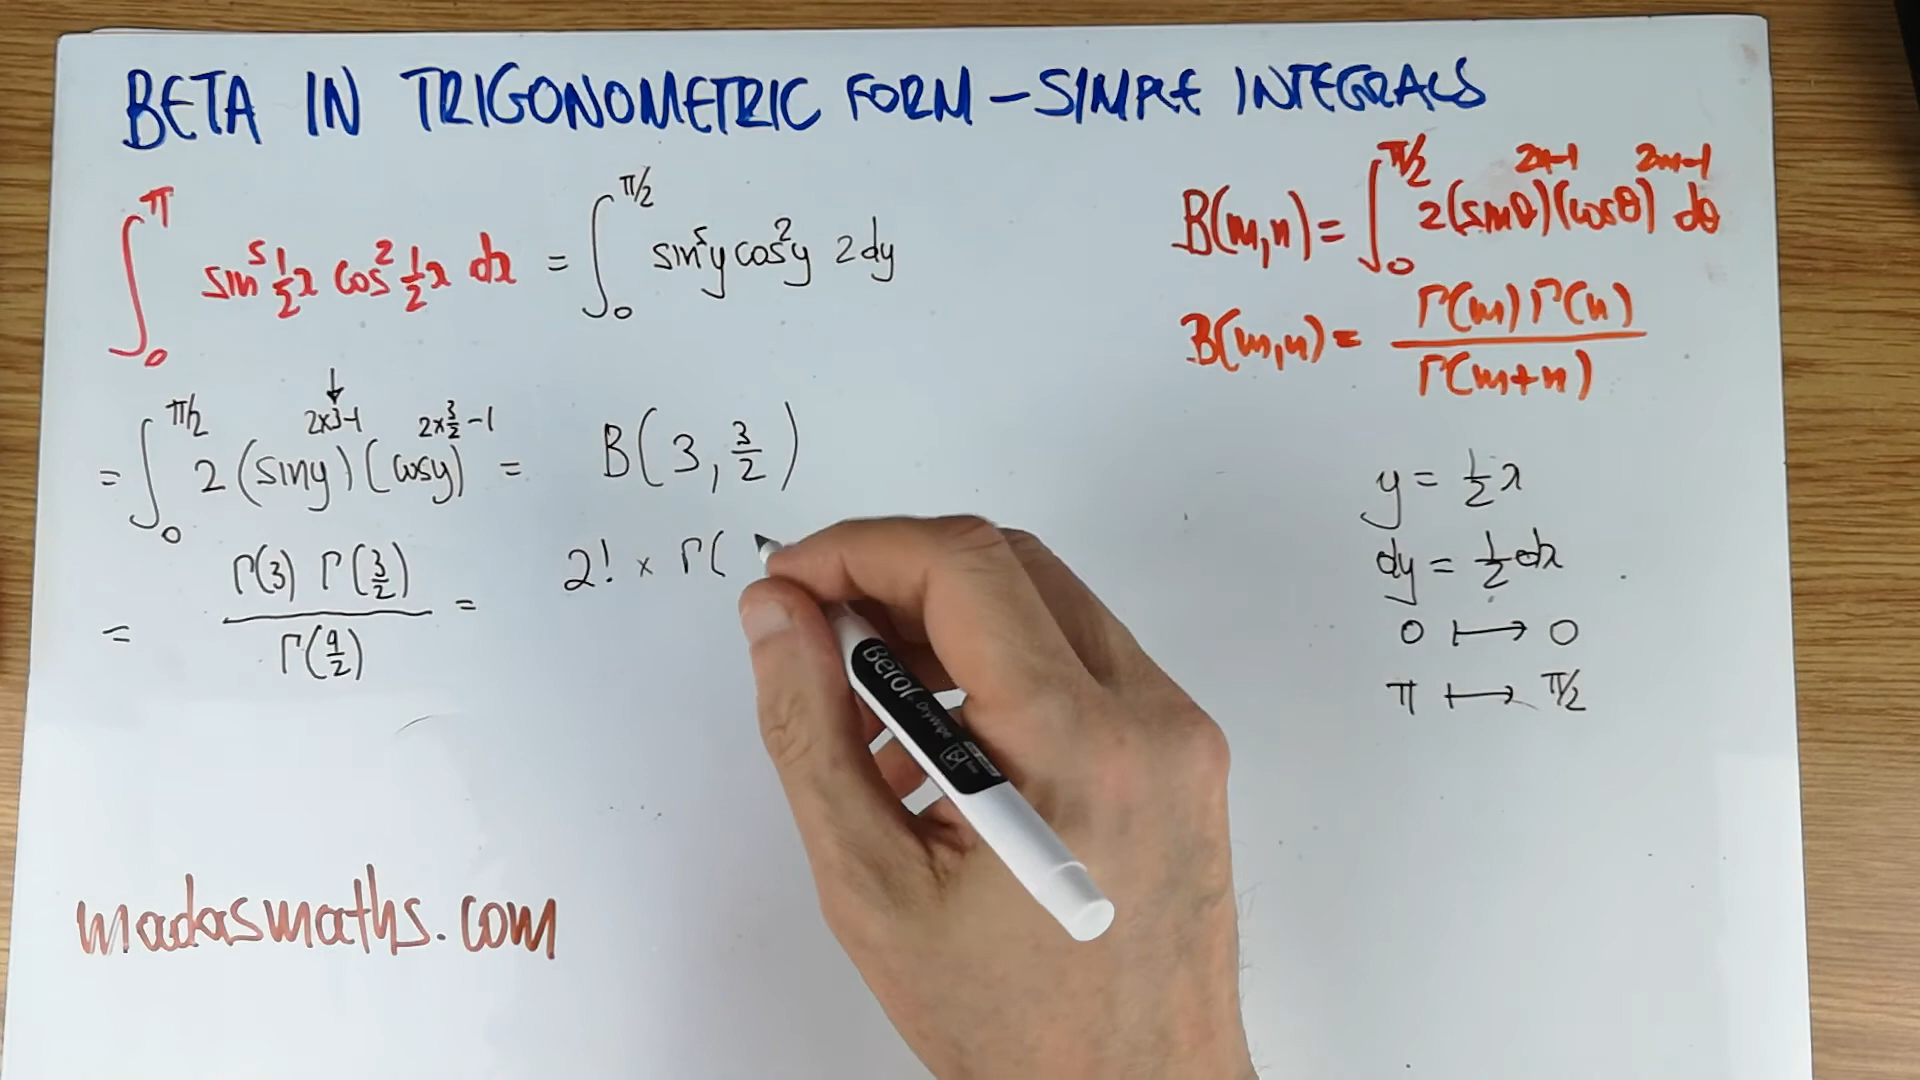 BETA IN TRIGONOMETRIC FORM – SIMPLE INTEGRALS
∫₀^π sin⁵ ½x cos² ½x dx = ∫₀^{π/2} sin⁵y cos²y 2dy
= ∫₀^{π/2} 2 (siny)^{2×3-1} (cosy)^{2×3/2-1} = B(3, 3/2)
= Γ(3) Γ(3/2) / Γ(9/2) = 2! × Γ(
B(m,n) = ∫₀^{π/2} 2(sinθ)^{2m-1} (cosθ)^{2n-1} dθ
B(m,n) = Γ(m) Γ(n) / Γ(m+n)
y = ½x
dy = ½dx
0 ↦ 0
π ↦ π/2
madasmaths.com
Berol DryWipe